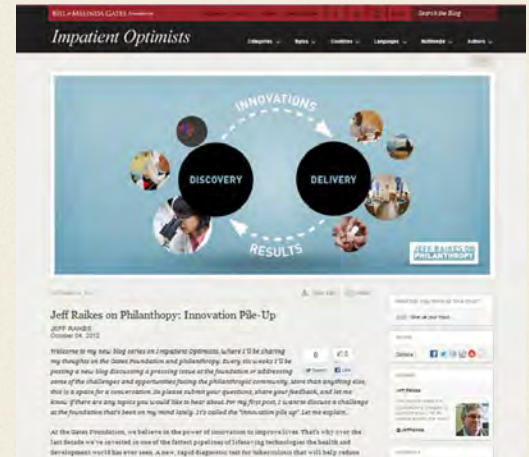 BILL & MELINDA GATES foundation
Search the Blog
Impatient Optimists
Categories
Topics
Countries
Languages
Multimedia
Authors
INNOVATIONS
DISCOVERY
DELIVERY
RESULTS
JEFF RAIKES ON
PHILANTHROPY
Jeff Raikes on Philanthopy: Innovation Pile-Up
JEFF RAIKES
October 04, 2012
Welcome to my new blog series on Impatient Optimists, where I'll be sharing
my thoughts on the Gates Foundation and philanthropy. Every six weeks I'll be
posting a new blog discussing a pressing issue at the foundation or addressing
some of the challenges and opportunities facing the philanthropic community. More than anything else,
this is a space for a conversation. So please submit your questions, share your feedback, and let me
know if there are any topics you would like to hear about. For my first post, I want to discuss a challenge
at the foundation that's been on my mind lately. It's called the "innovation pile up". Let me explain.
At the Gates Foundation, we believe in the power of innovation to improve lives. That's why over the
last decade we've invested in one of the fastest pipelines of lifesaving technologies the health and
development world has ever seen. A new, rapid diagnostic test for tuberculosis that will help reduce
0
Jeff Raikes